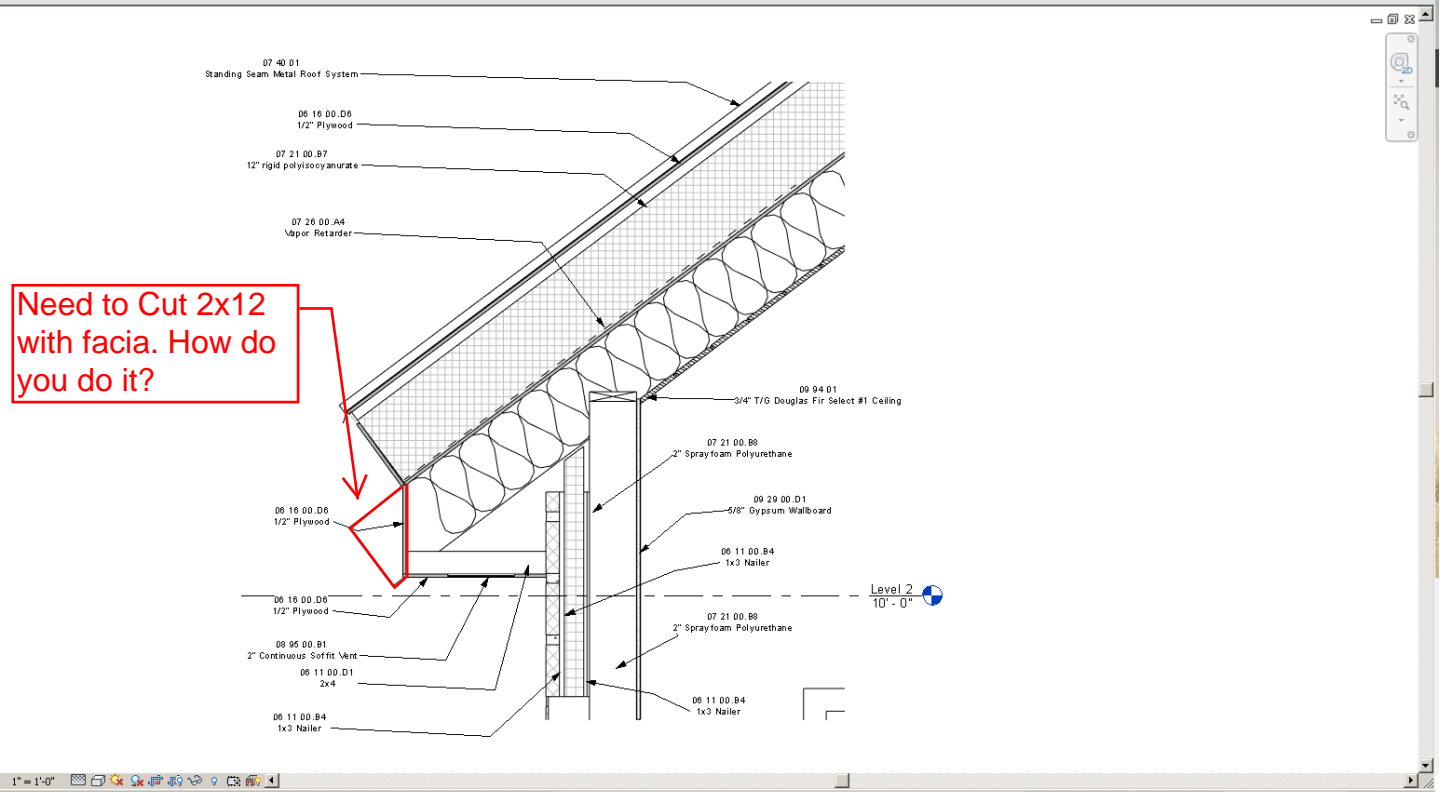 07 40 01
Standing Seam Metal Roof System
06 16 00.D6
1/2" Plywood
07 21 00.B7
12" rigid polyisocyanurate
07 26 00.A4
Vapor Retarder
Need to Cut 2x12
with facia. How do
you do it?
09 94 01
3/4" T/G Douglas Fir Select #1 Ceiling
07 21 00.B8
2" Sprayfoam Polyurethane
09 29 00.D1
5/8" Gypsum Wallboard
06 16 00.D6
1/2" Plywood
06 11 00.B4
1x3 Nailer
Level 2
10' - 0"
06 16 00.D6
1/2" Plywood
07 21 00.B8
2" Sprayfoam Polyurethane
08 95 00.B1
2" Continuous Soffit Vent
06 11 00.D1
2x4
06 11 00.B4
1x3 Nailer
06 11 00.B4
1x3 Nailer
1" = 1'-0"
2D